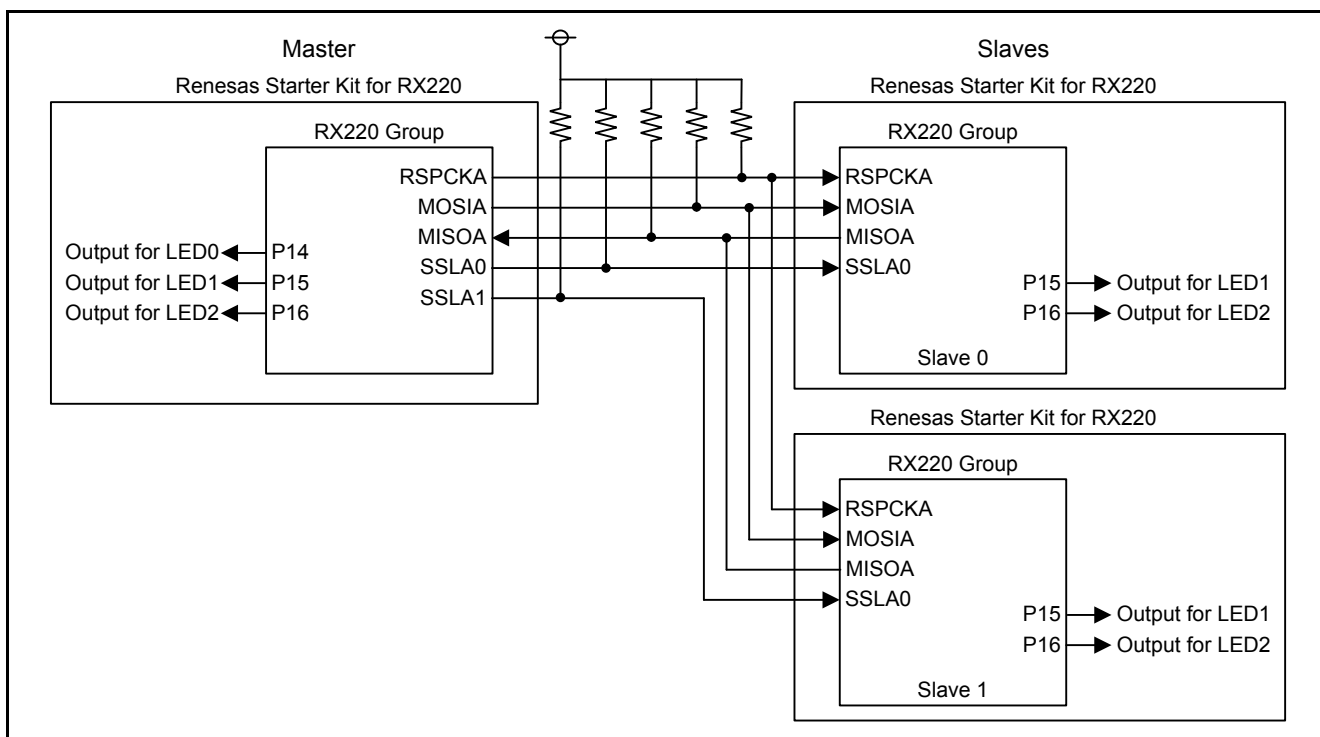 Master
Renesas Starter Kit for RX220
RX220 Group
RSPCKA
MOSIA
MISOA
SSLA0
SSLA1
Output for LED0 P14
Output for LED1 P15
Output for LED2 P16
Slaves
Renesas Starter Kit for RX220
RX220 Group
RSPCKA
MOSIA
MISOA
SSLA0
P15 Output for LED1
P16 Output for LED2
Slave 0
Renesas Starter Kit for RX220
RX220 Group
RSPCKA
MOSIA
MISOA
SSLA0
P15 Output for LED1
P16 Output for LED2
Slave 1